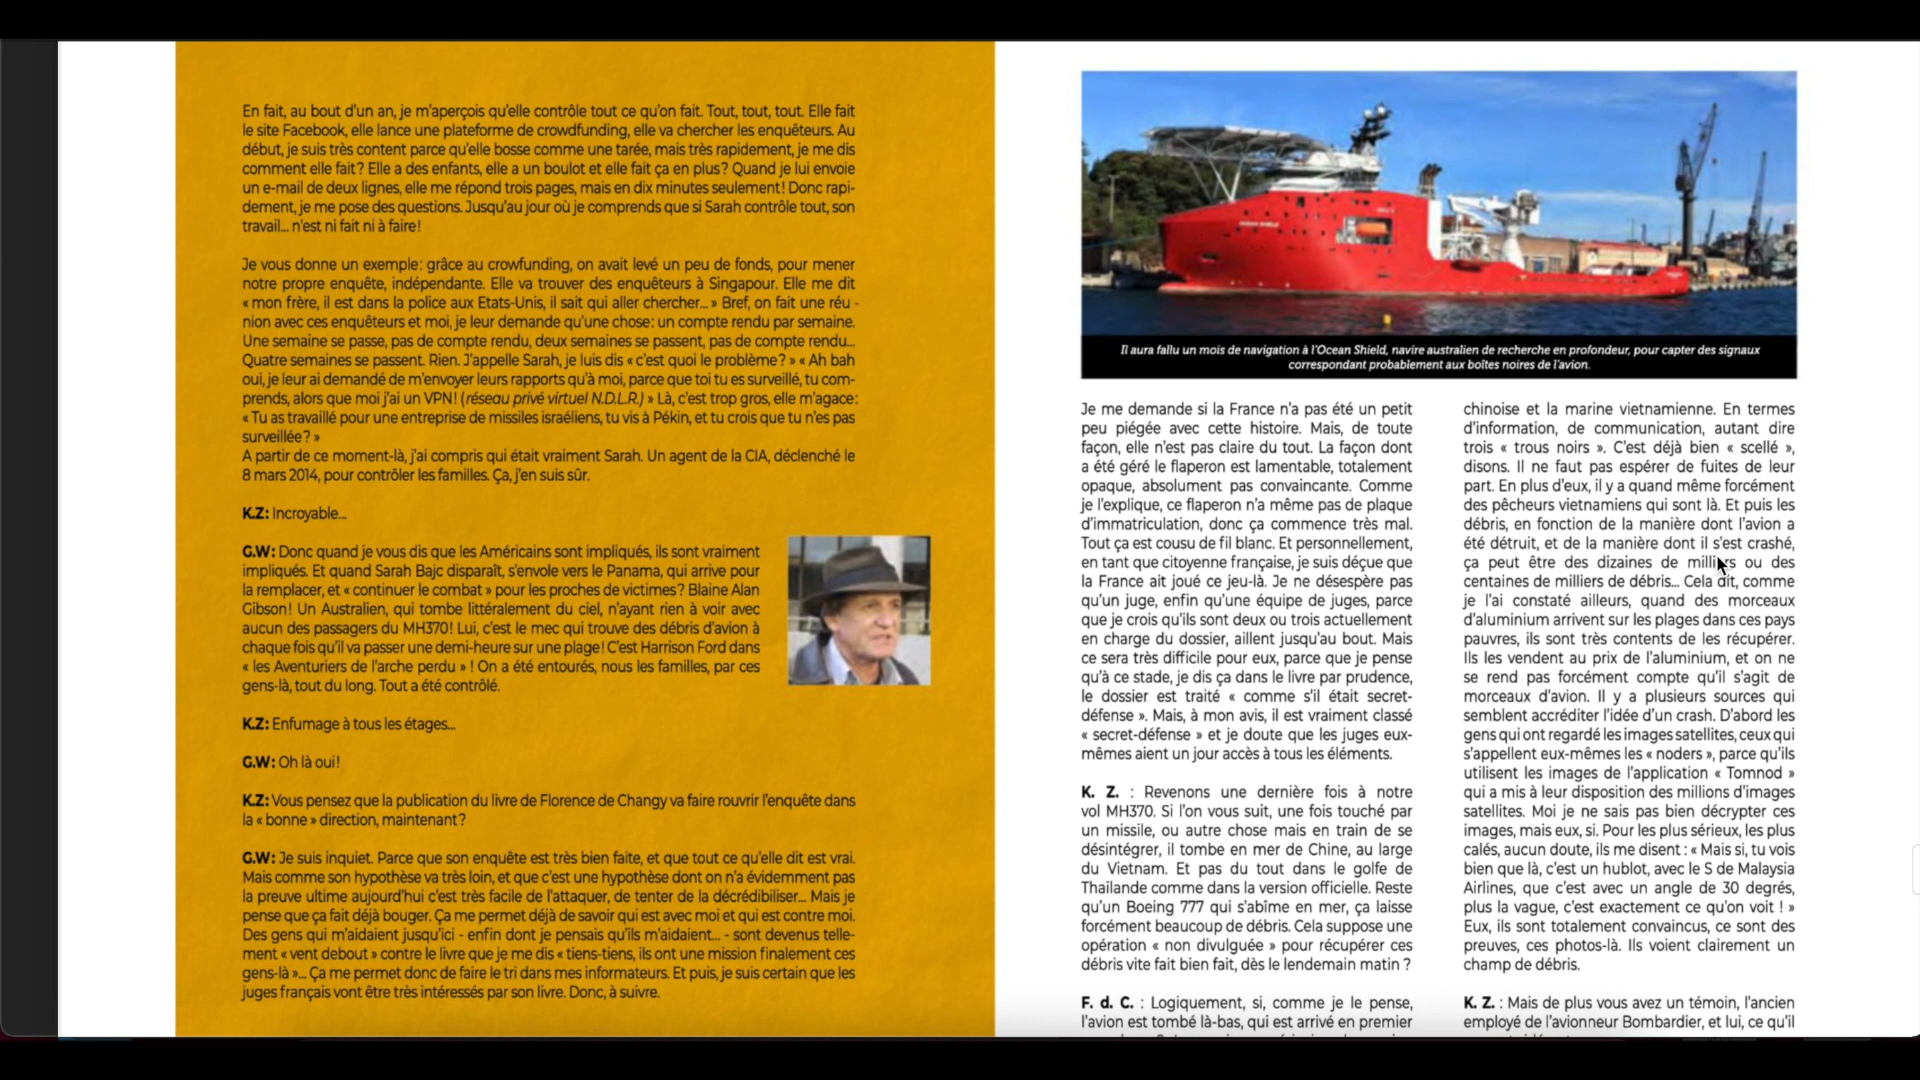 En fait, au bout d'un an, je m'aperçois qu'elle contrôle tout ce qu'on fait. Tout, tout, tout. Elle fait
le site Facebook, elle lance une plateforme de crowdfunding, elle va chercher les enquêteurs. Au
début, je suis très content parce qu'elle bosse comme une tarée, mais très rapidement, je me dis
comment elle fait? Elle a des enfants, elle a un boulot et elle fait ça en plus? Quand je lui envoie
un e-mail de deux lignes, elle me répond trois pages, mais en dix minutes seulement! Donc rapi-
dement, je me pose des questions. Jusqu'au jour où je comprends que si Sarah contrôle tout, son
travail... n'est ni fait ni à faire!
Je vous donne un exemple: grâce au crowfunding, on avait levé un peu de fonds, pour mener
notre propre enquête, indépendante. Elle va trouver des enquêteurs à Singapour. Elle me dit
« mon frère, il est dans la police aux Etats-Unis, il sait qui aller chercher... » Bref, on fait une réu -
nion avec ces enquêteurs et moi, je leur demande qu'une chose: un compte rendu par semaine.
Une semaine se passe, pas de compte rendu, deux semaines se passent, pas de compte rendu...
Quatre semaines se passent. Rien. J'appelle Sarah, je luis dis « c'est quoi le problème? » « Ah bah
oui, je leur ai demandé de m'envoyer leurs rapports qu'à moi, parce que toi tu es surveillé, tu com-
prends, alors que moi j'ai un VPN! (réseau privé virtuel N.D.L.R.) » Là, c'est trop gros, elle m'agace:
« Tu as travaillé pour une entreprise de missiles israéliens, tu vis à Pékin, et tu crois que tu n'es pas
surveillée? »
A partir de ce moment-là, j'ai compris qui était vraiment Sarah. Un agent de la CIA, déclenché le
8 mars 2014, pour contrôler les familles. Ça, j'en suis sûr.
K.Z: Incroyable...
G.W: Donc quand je vous dis que les Américains sont impliqués, ils sont vraiment
impliqués. Et quand Sarah Bajc disparaît, s'envole vers le Panama, qui arrive pour
la remplacer, et « continuer le combat » pour les proches de victimes? Blaine Alan
Gibson! Un Australien, qui tombe littéralement du ciel, n'ayant rien à voir avec
aucun des passagers du MH370! Lui, c'est le mec qui trouve des débris d'avion à
chaque fois qu'il va passer une demi-heure sur une plage! C'est Harrison Ford dans
« les Aventuriers de l'arche perdu » ! On a été entourés, nous les familles, par ces
gens-là, tout du long. Tout a été contrôlé.
K.Z: Enfumage à tous les étages...
G.W: Oh là oui!
K.Z: Vous pensez que la publication du livre de Florence de Changy va faire rouvrir l'enquête dans
la « bonne » direction, maintenant?
G.W: Je suis inquiet. Parce que son enquête est très bien faite, et que tout ce qu'elle dit est vrai.
Mais comme son hypothèse va très loin, et que c'est une hypothèse dont on n'a évidemment pas
la preuve ultime aujourd'hui c'est très facile de l'attaquer, de tenter de la décrédibiliser... Mais je
pense que ça fait déjà bouger. Ça me permet déjà de savoir qui est avec moi et qui est contre moi.
Des gens qui m'aidaient jusqu'ici - enfin dont je pensais qu'ils m'aidaient... - sont devenus telle-
ment « vent debout » contre le livre que je me dis « tiens-tiens, ils ont une mission finalement ces
gens-là »... Ça me permet donc de faire le tri dans mes informateurs. Et puis, je suis certain que les
juges français vont être très intéressés par son livre. Donc, à suivre.
Il aura fallu un mois de navigation à l'Ocean Shield, navire australien de recherche en profondeur, pour capter des signaux
correspondant probablement aux boîtes noires de l'avion.
Je me demande si la France n'a pas été un petit
peu piégée avec cette histoire. Mais, de toute
façon, elle n'est pas claire du tout. La façon dont
a été géré le flaperon est lamentable, totalement
opaque, absolument pas convaincante. Comme
je l'explique, ce flaperon n'a même pas de plaque
d'immatriculation, donc ça commence très mal.
Tout ça est cousu de fil blanc. Et personnellement,
en tant que citoyenne française, je suis déçue que
la France ait joué ce jeu-là. Je ne désespère pas
qu'un juge, enfin qu'une équipe de juges, parce
que je crois qu'ils sont deux ou trois actuellement
en charge du dossier, aillent jusqu'au bout. Mais
ce sera très difficile pour eux, parce que je pense
qu'à ce stade, je dis ça dans le livre par prudence,
le dossier est traité « comme s'il était secret-
défense ». Mais, à mon avis, il est vraiment classé
« secret-défense » et je doute que les juges eux-
mêmes aient un jour accès à tous les éléments.
K. Z. : Revenons une dernière fois à notre
vol MH370. Si l'on vous suit, une fois touché par
un missile, ou autre chose mais en train de se
désintégrer, il tombe en mer de Chine, au large
du Vietnam. Et pas du tout dans le golfe de
Thaïlande comme dans la version officielle. Reste
qu'un Boeing 777 qui s'abîme en mer, ça laisse
forcément beaucoup de débris. Cela suppose une
opération « non divulguée » pour récupérer ces
débris vite fait bien fait, dès le lendemain matin ?
F. d. C. : Logiquement, si, comme je le pense,
l'avion est tombé là-bas, qui est arrivé en premier
chinoise et la marine vietnamienne. En termes
d'information, de communication, autant dire
trois « trous noirs ». C'est déjà bien « scellé »,
disons. Il ne faut pas espérer de fuites de leur
part. En plus d'eux, il y a quand même forcément
des pêcheurs vietnamiens qui sont là. Et puis les
débris, en fonction de la manière dont l'avion a
été détruit, et de la manière dont il s'est crashé,
ça peut être des dizaines de milliers ou des
centaines de milliers de débris... Cela dit, comme
je l'ai constaté ailleurs, quand des morceaux
d'aluminium arrivent sur les plages dans ces pays
pauvres, ils sont très contents de les récupérer.
Ils les vendent au prix de l'aluminium, et on ne
se rend pas forcément compte qu'il s'agit de
morceaux d'avion. Il y a plusieurs sources qui
semblent accréditer l'idée d'un crash. D'abord les
gens qui ont regardé les images satellites, ceux qui
s'appellent eux-mêmes les « noders », parce qu'ils
utilisent les images de l'application « Tomnod »
qui a mis à leur disposition des millions d'images
satellites. Moi je ne sais pas bien décrypter ces
images, mais eux, si. Pour les plus sérieux, les plus
calés, aucun doute, ils me disent : « Mais si, tu vois
bien que là, c'est un hublot, avec le S de Malaysia
Airlines, que c'est avec un angle de 30 degrés,
plus la vague, c'est exactement ce qu'on voit ! »
Eux, ils sont totalement convaincus, ce sont des
preuves, ces photos-là. Ils voient clairement un
champ de débris.
K. Z. : Mais de plus vous avez un témoin, l'ancien
employé de l'avionneur Bombardier, et lui, ce qu'il